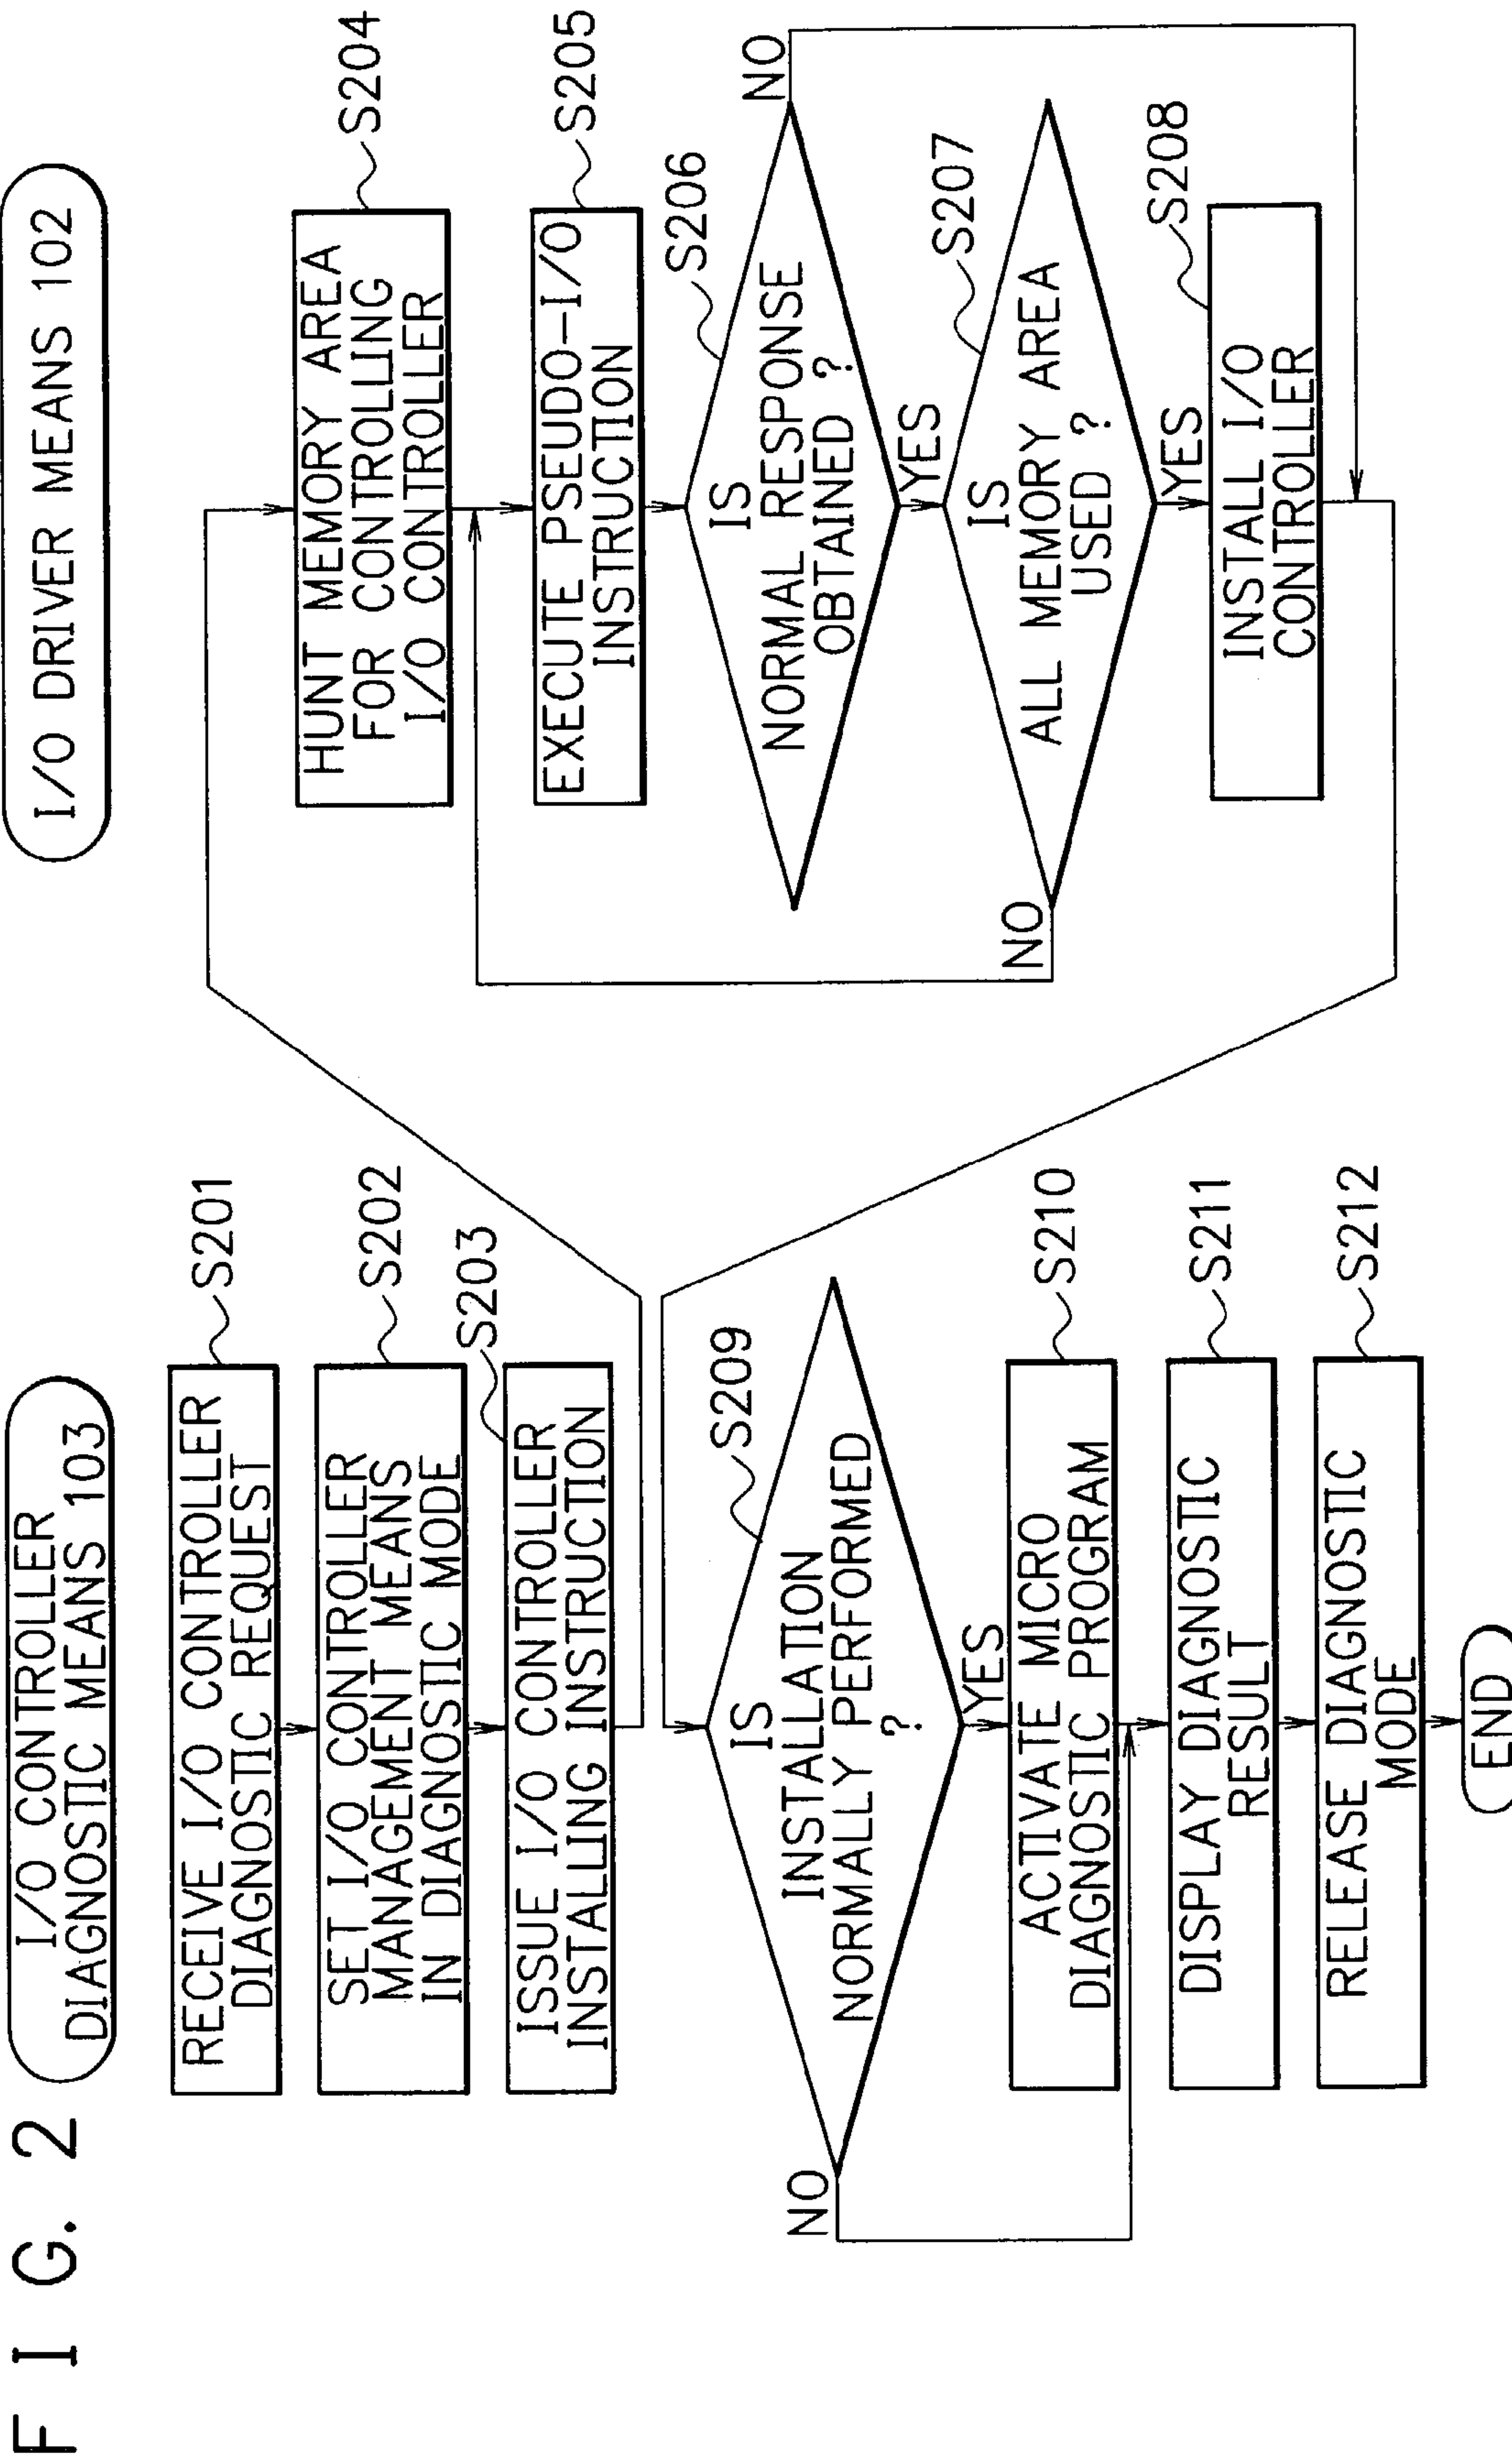 F I G. 2
I/O CONTROLLER
DIAGNOSTIC MEANS 103
RECEIVE I/O CONTROLLER
DIAGNOSTIC REQUEST
S201
SET I/O CONTROLLER
MANAGEMENT MEANS
IN DIAGNOSTIC MODE
S202
ISSUE I/O CONTROLLER
INSTALLING INSTRUCTION
S203
IS
INSTALLATION
NORMALLY PERFORMED
?
S209
NO
YES
ACTIVATE MICRO
DIAGNOSTIC PROGRAM
S210
DISPLAY DIAGNOSTIC
RESULT
S211
RELEASE DIAGNOSTIC
MODE
S212
END
I/O DRIVER MEANS 102
HUNT MEMORY AREA
FOR CONTROLLING
I/O CONTROLLER
S204
EXECUTE PSEUDO-I/O
INSTRUCTION
S205
IS
NORMAL RESPONSE
OBTAINED ?
S206
NO
YES
IS
ALL MEMORY AREA
USED ?
S207
NO
YES
INSTALL I/O
CONTROLLER
S208